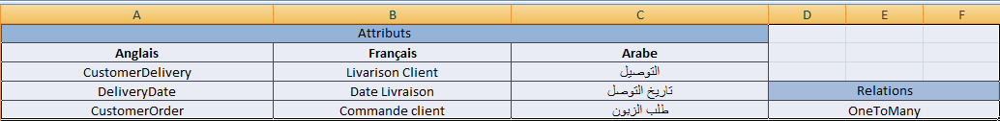 A B C D E F
Attributs
Anglais Français Arabe
CustomerDelivery Livarison Client التوصيل
DeliveryDate Date Livraison تاريخ التوصل Relations
CustomerOrder Commande client طلب الزبون OneToMany